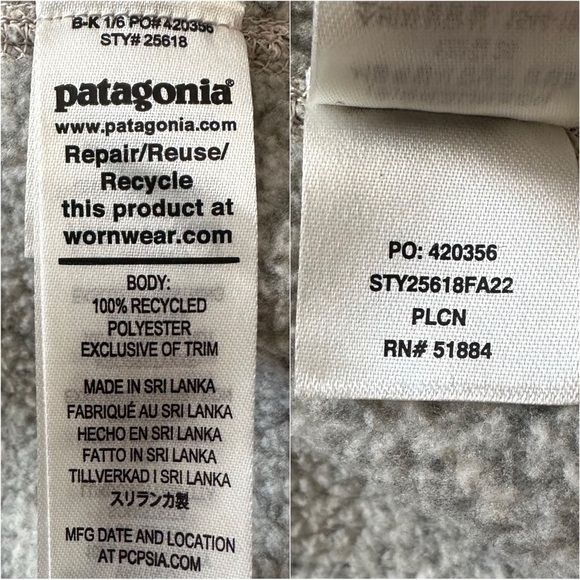 B-K 1/6 PO# 420356
STY# 25618
patagonia®
www.patagonia.com
Repair/Reuse/
Recycle
this product at
wornwear.com
BODY:
100% RECYCLED
POLYESTER
EXCLUSIVE OF TRIM
MADE IN SRI LANKA
FABRIQUÉ AU SRI LANKA
HECHO EN SRI LANKA
FATTO IN SRI LANKA
TILLVERKAD I SRI LANKA
スリランカ製
MFG DATE AND LOCATION
AT PCPSIA.COM
PO: 420356
STY25618FA22
PLCN
RN# 51884